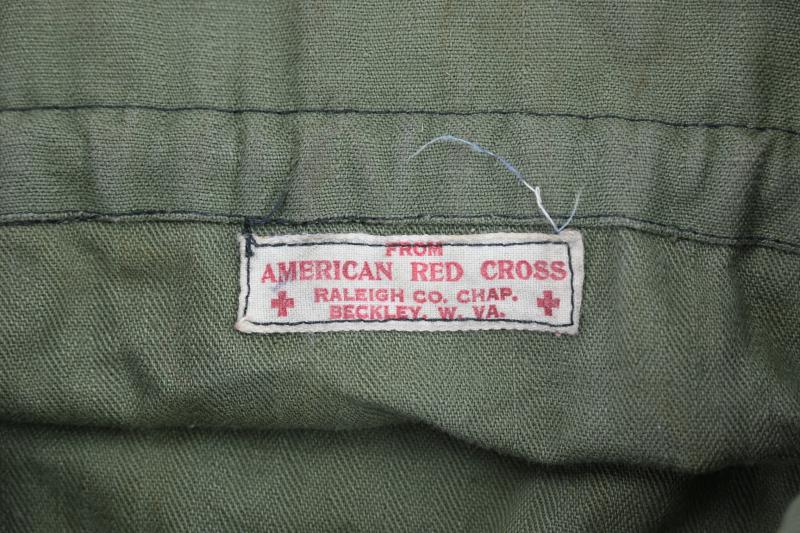 FROM
AMERICAN RED CROSS
RALEIGH CO. CHAP.
BECKLEY, W. VA.